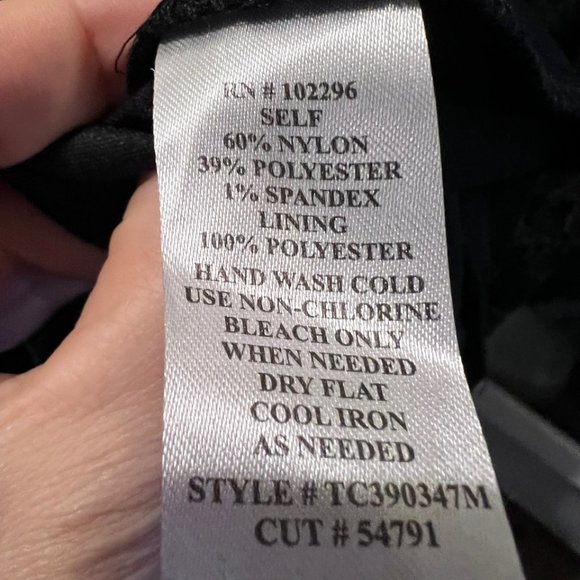 RN # 102296
SELF
60% NYLON
39% POLYESTER
1% SPANDEX
LINING
100% POLYESTER
HAND WASH COLD
USE NON-CHLORINE
BLEACH ONLY
WHEN NEEDED
DRY FLAT
COOL IRON
AS NEEDED
STYLE # TC390347M
CUT # 54791